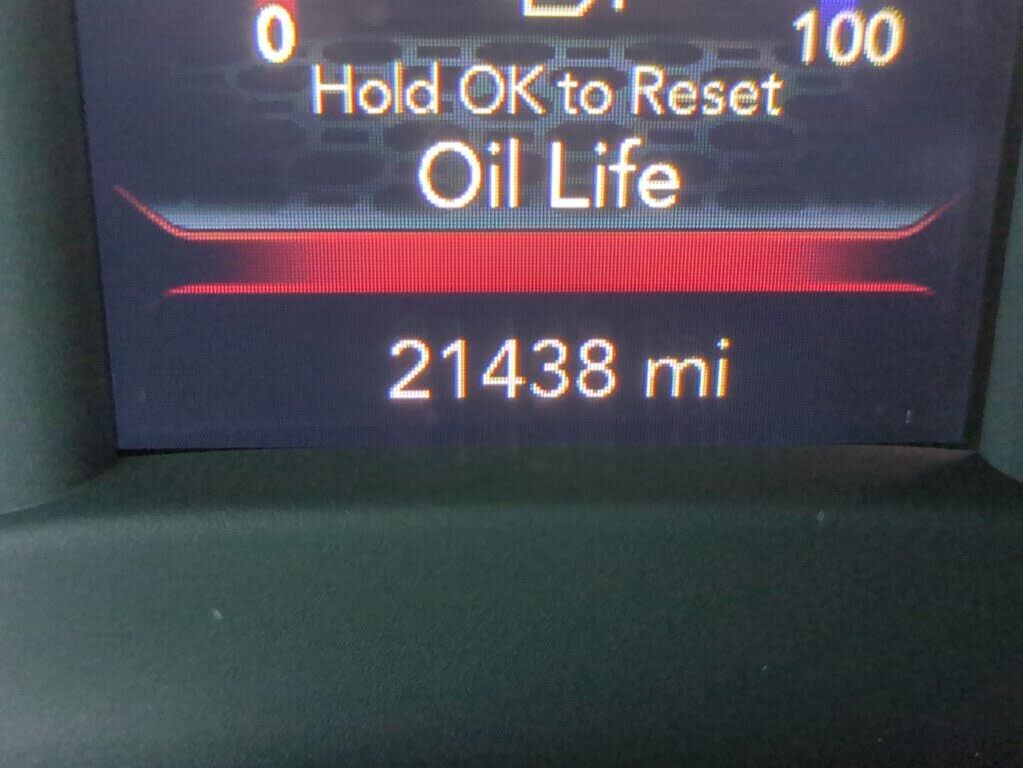 0 100
Hold OK to Reset
Oil Life
21438 mi